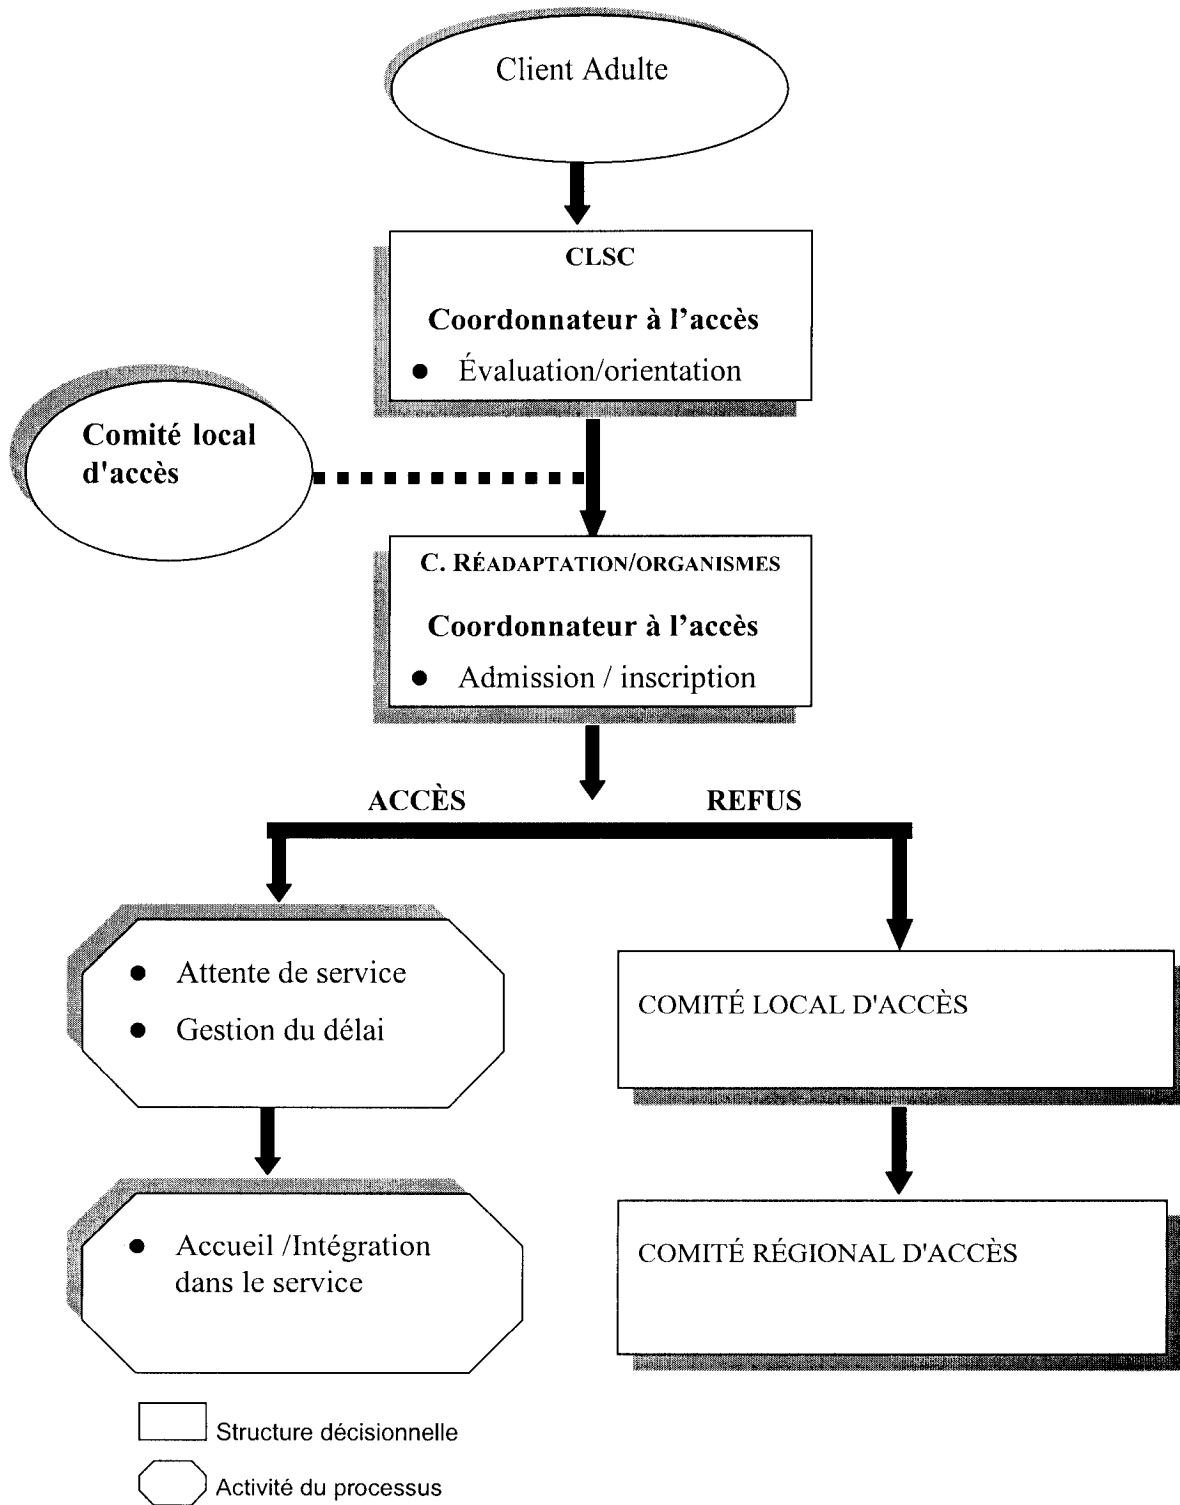 Client Adulte
CLSC
Coordonnateur à l'accès
● Évaluation/orientation
Comité local
d'accès
C. RÉADAPTATION/ORGANISMES
Coordonnateur à l'accès
● Admission / inscription
ACCÈS REFUS
● Attente de service
● Gestion du délai
COMITÉ LOCAL D'ACCÈS
● Accueil /Intégration
dans le service
COMITÉ RÉGIONAL D'ACCÈS
Structure décisionnelle
Activité du processus